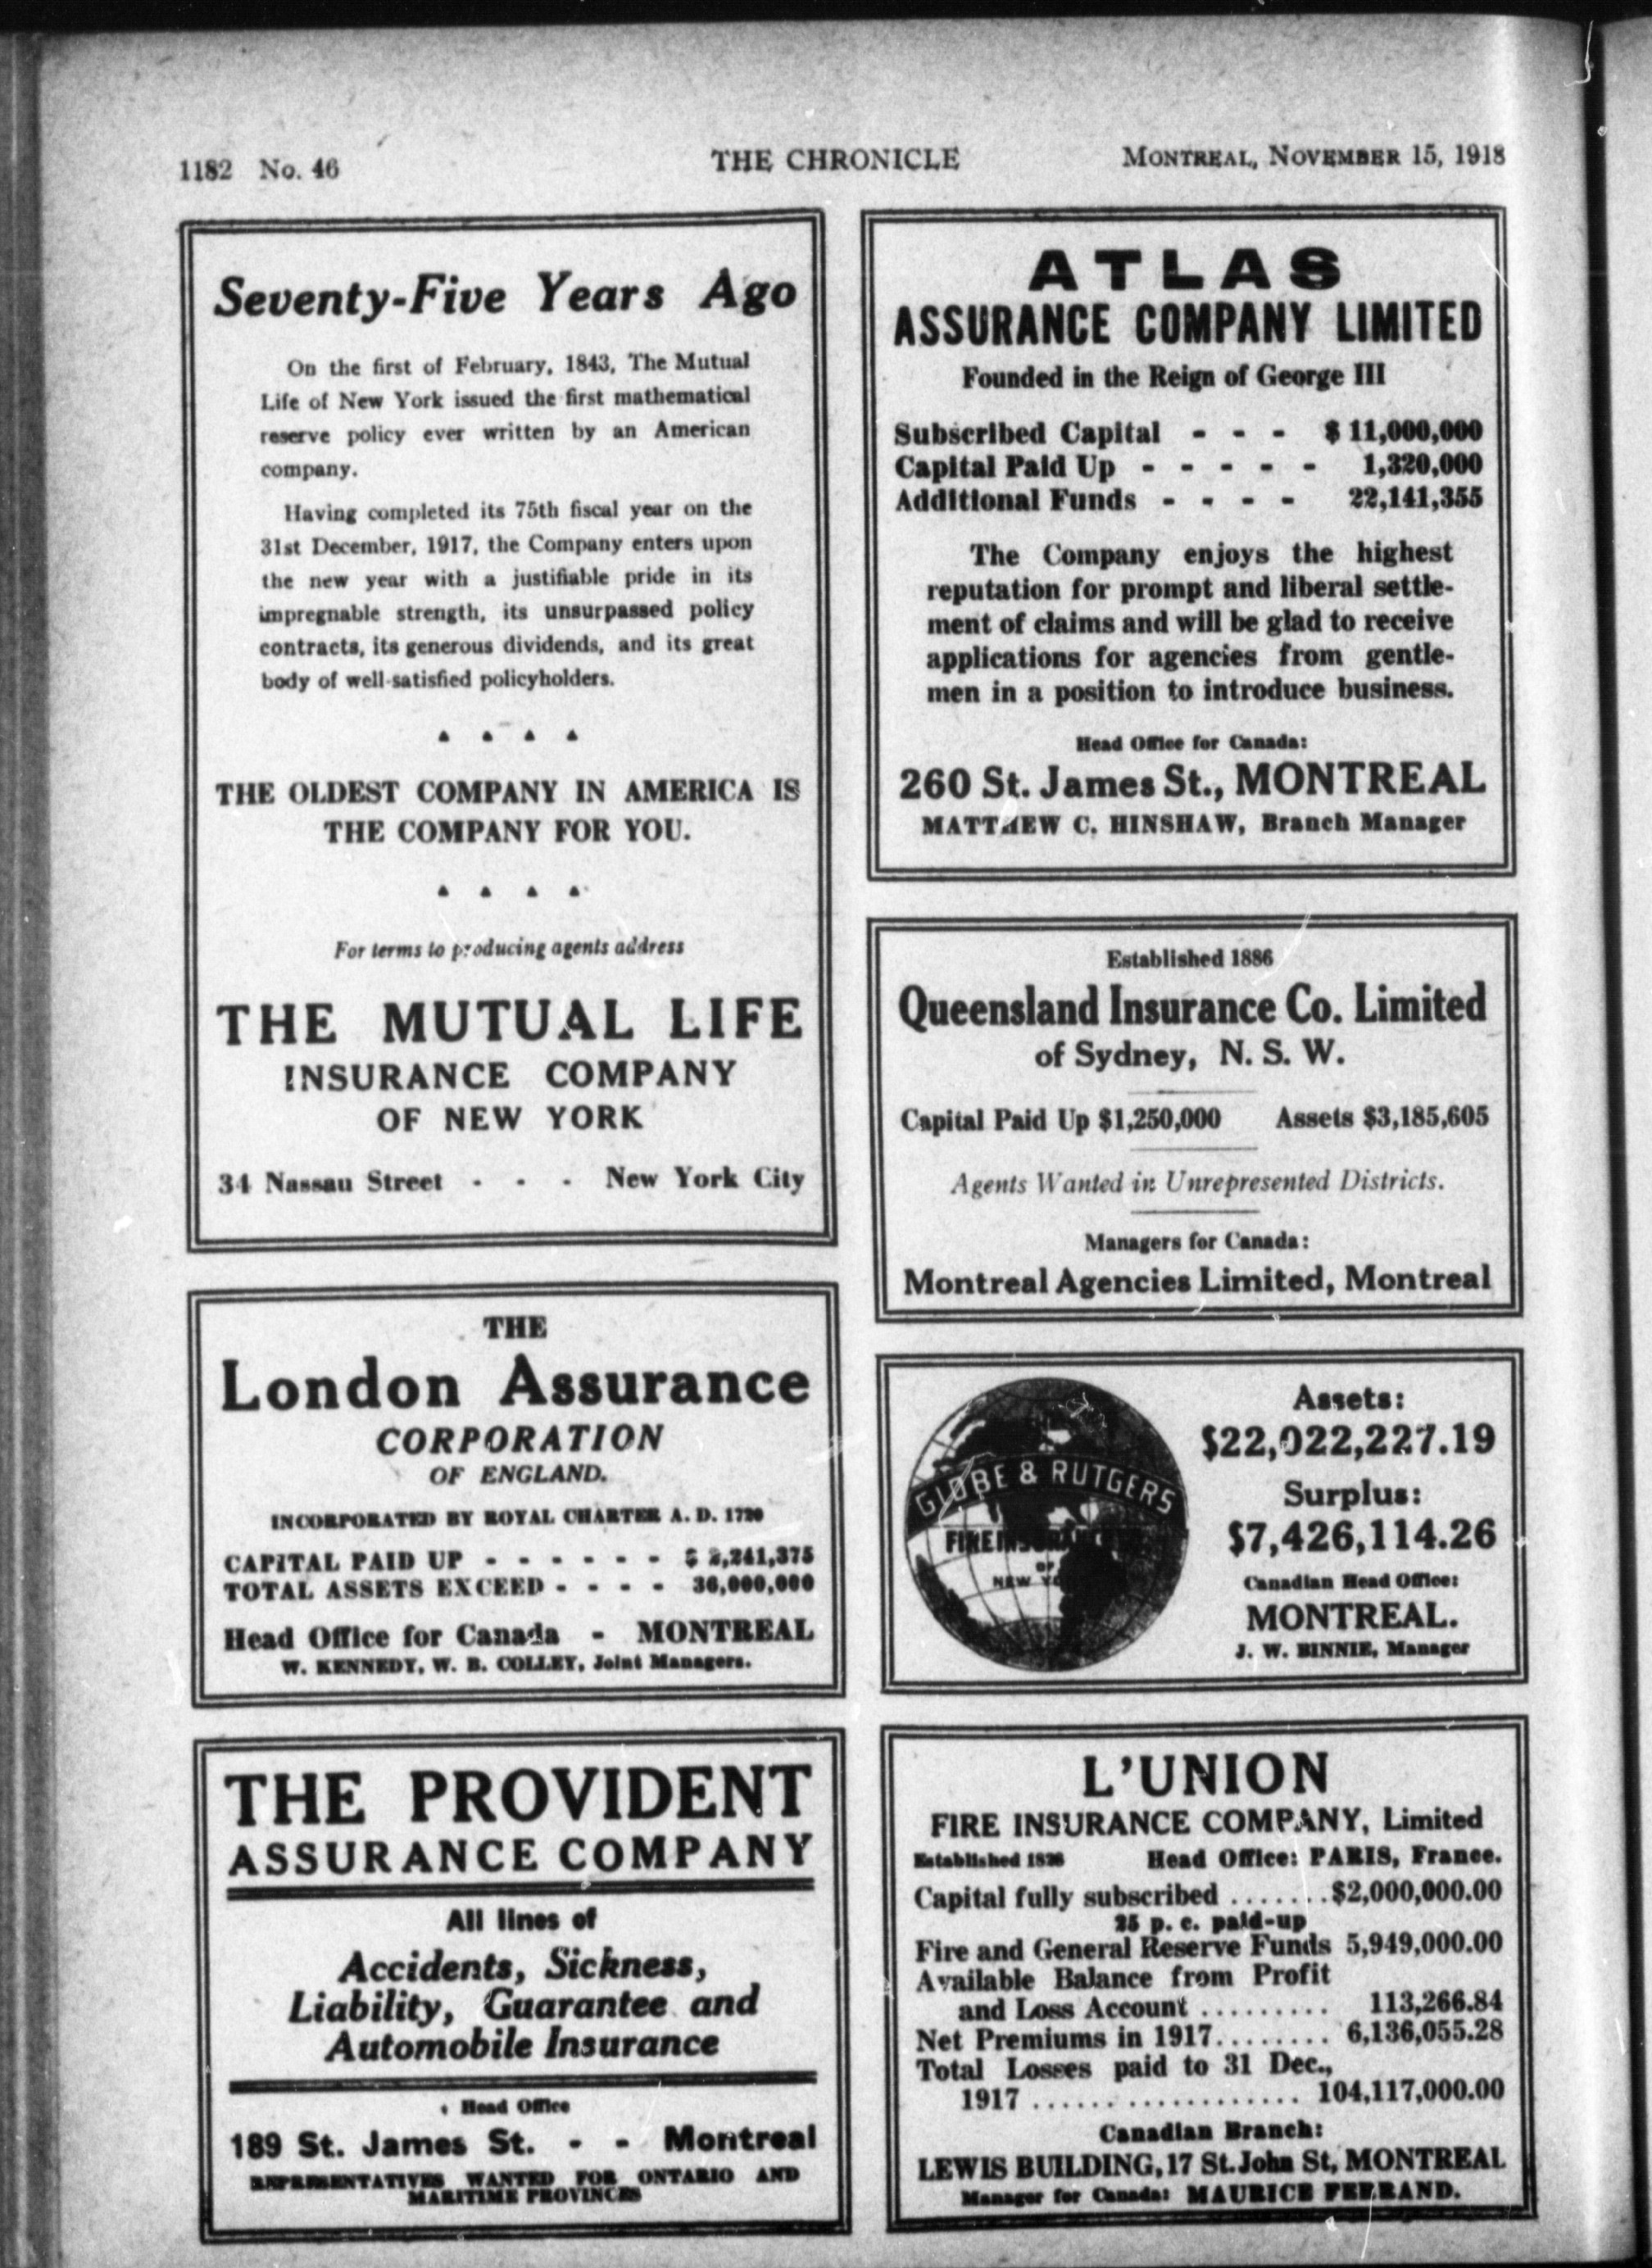 1182 No. 46
THE CHRONICLE
MONTREAL, NOVEMBER 15, 1918
Seventy-Five Years Ago
On the first of February, 1843, The Mutual
Life of New York issued the first mathematical
reserve policy ever written by an American
company.
Having completed its 75th fiscal year on the
31st December, 1917, the Company enters upon
the new year with a justifiable pride in its
impregnable strength, its unsurpassed policy
contracts, its generous dividends, and its great
body of well-satisfied policyholders.
THE OLDEST COMPANY IN AMERICA IS
THE COMPANY FOR YOU.
For terms to producing agents address
THE MUTUAL LIFE
INSURANCE COMPANY
OF NEW YORK
34 Nassau Street - - - New York City
THE
London Assurance
CORPORATION
OF ENGLAND.
INCORPORATED BY ROYAL CHARTER A. D. 1720
CAPITAL PAID UP - - - - - - $ 2,241,375
TOTAL ASSETS EXCEED - - - - 36,000,000
Head Office for Canada - MONTREAL
W. KENNEDY, W. B. COLLEY, Joint Managers.
THE PROVIDENT
ASSURANCE COMPANY
All lines of
Accidents, Sickness,
Liability, Guarantee and
Automobile Insurance
Head Office
189 St. James St. - - Montreal
REPRESENTATIVES WANTED FOR ONTARIO AND
MARITIME PROVINCES
ATLAS
ASSURANCE COMPANY LIMITED
Founded in the Reign of George III
Subscribed Capital - - - $ 11,000,000
Capital Paid Up - - - - - 1,320,000
Additional Funds - - - - 22,141,355
The Company enjoys the highest
reputation for prompt and liberal settle-
ment of claims and will be glad to receive
applications for agencies from gentle-
men in a position to introduce business.
Head Office for Canada:
260 St. James St., MONTREAL
MATTHEW C. HINSHAW, Branch Manager
Established 1886
Queensland Insurance Co. Limited
of Sydney, N. S. W.
Capital Paid Up $1,250,000 Assets $3,185,605
Agents Wanted in Unrepresented Districts.
Managers for Canada:
Montreal Agencies Limited, Montreal
GLOBE & RUTGERS
FIRE INSURANCE
OF
NEW YO
Assets:
$22,022,227.19
Surplus:
$7,426,114.26
Canadian Head Office:
MONTREAL.
J. W. BINNIE, Manager
L'UNION
FIRE INSURANCE COMPANY, Limited
Established 1828 Head Office: PARIS, France.
Capital fully subscribed ....... $2,000,000.00
25 p. c. paid-up
Fire and General Reserve Funds 5,949,000.00
Available Balance from Profit
and Loss Account ......... 113,266.84
Net Premiums in 1917........ 6,136,055.28
Total Losses paid to 31 Dec.,
1917 .................... 104,117,000.00
Canadian Branch:
LEWIS BUILDING, 17 St. John St, MONTREAL
Manager for Canada: MAURICE FERRAND.